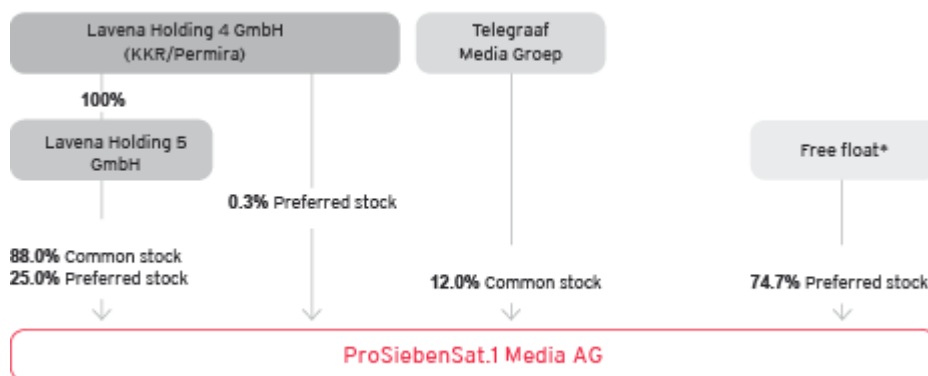 Lavena Holding 4 GmbH
(KKR/Permira)
Telegraaf
Media Groep
100%
Lavena Holding 5
GmbH
Free float*
0.3% Preferred stock
88.0% Common stock
25.0% Preferred stock
12.0% Common stock
74.7% Preferred stock
ProSiebenSat.1 Media AG